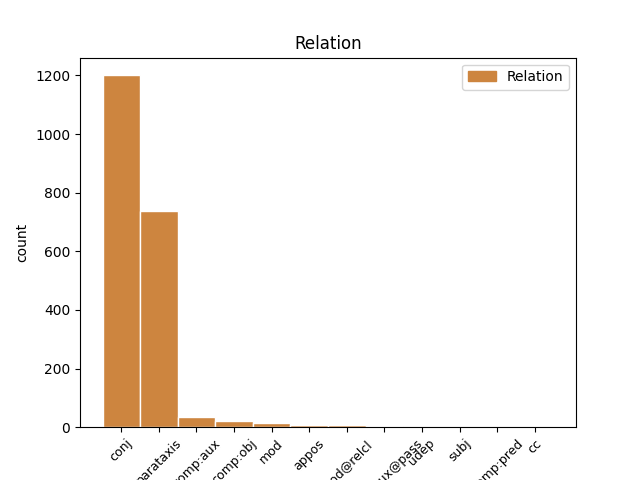 Relation
Relation
count
1200
1000
800
600
400
200
0
conj
parataxis
comp:aux
comp:obj
mod
appos
mod@relcl
aux@pass
udep
subj
comp:pred
cc